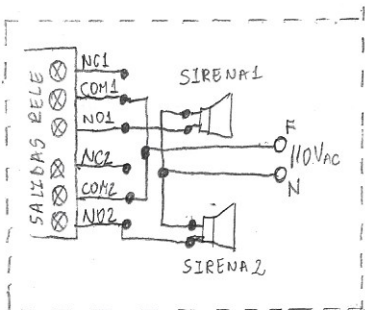 SALIDAS RELE
NC1
COM1
NO1
NC2
COM2
NO2
SIRENA1
F
110VAC
N
SIRENA2